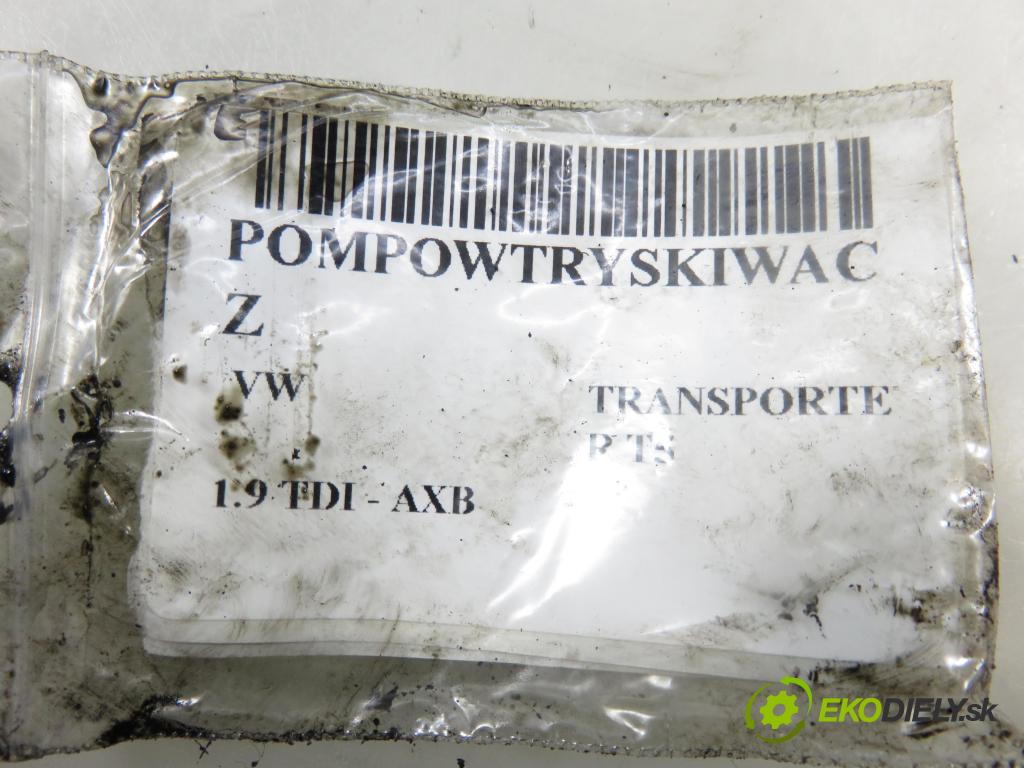 POMPOWTRYSKIWAC
Z
VW
TRANSPORTE
R T5
1.9 TDI - AXB
EKODIELY.sk